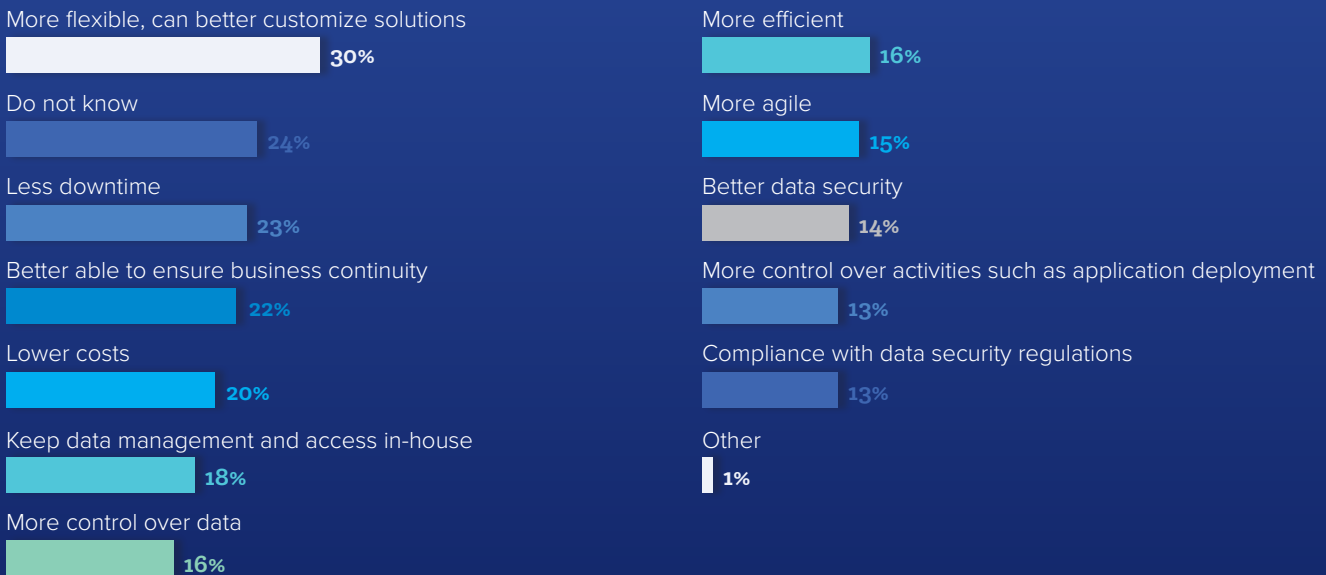 More flexible, can better customize solutions
30%
Do not know
24%
Less downtime
23%
Better able to ensure business continuity
22%
Lower costs
20%
Keep data management and access in-house
18%
More control over data
16%
More efficient
16%
More agile
15%
Better data security
14%
More control over activities such as application deployment
13%
Compliance with data security regulations
13%
Other
1%